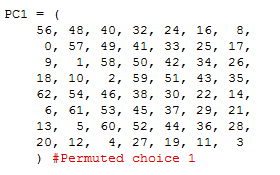 PC1 = (
56, 48, 40, 32, 24, 16, 8,
0, 57, 49, 41, 33, 25, 17,
9, 1, 58, 50, 42, 34, 26,
18, 10, 2, 59, 51, 43, 35,
62, 54, 46, 38, 30, 22, 14,
6, 61, 53, 45, 37, 29, 21,
13, 5, 60, 52, 44, 36, 28,
20, 12, 4, 27, 19, 11, 3
) #Permuted choice 1